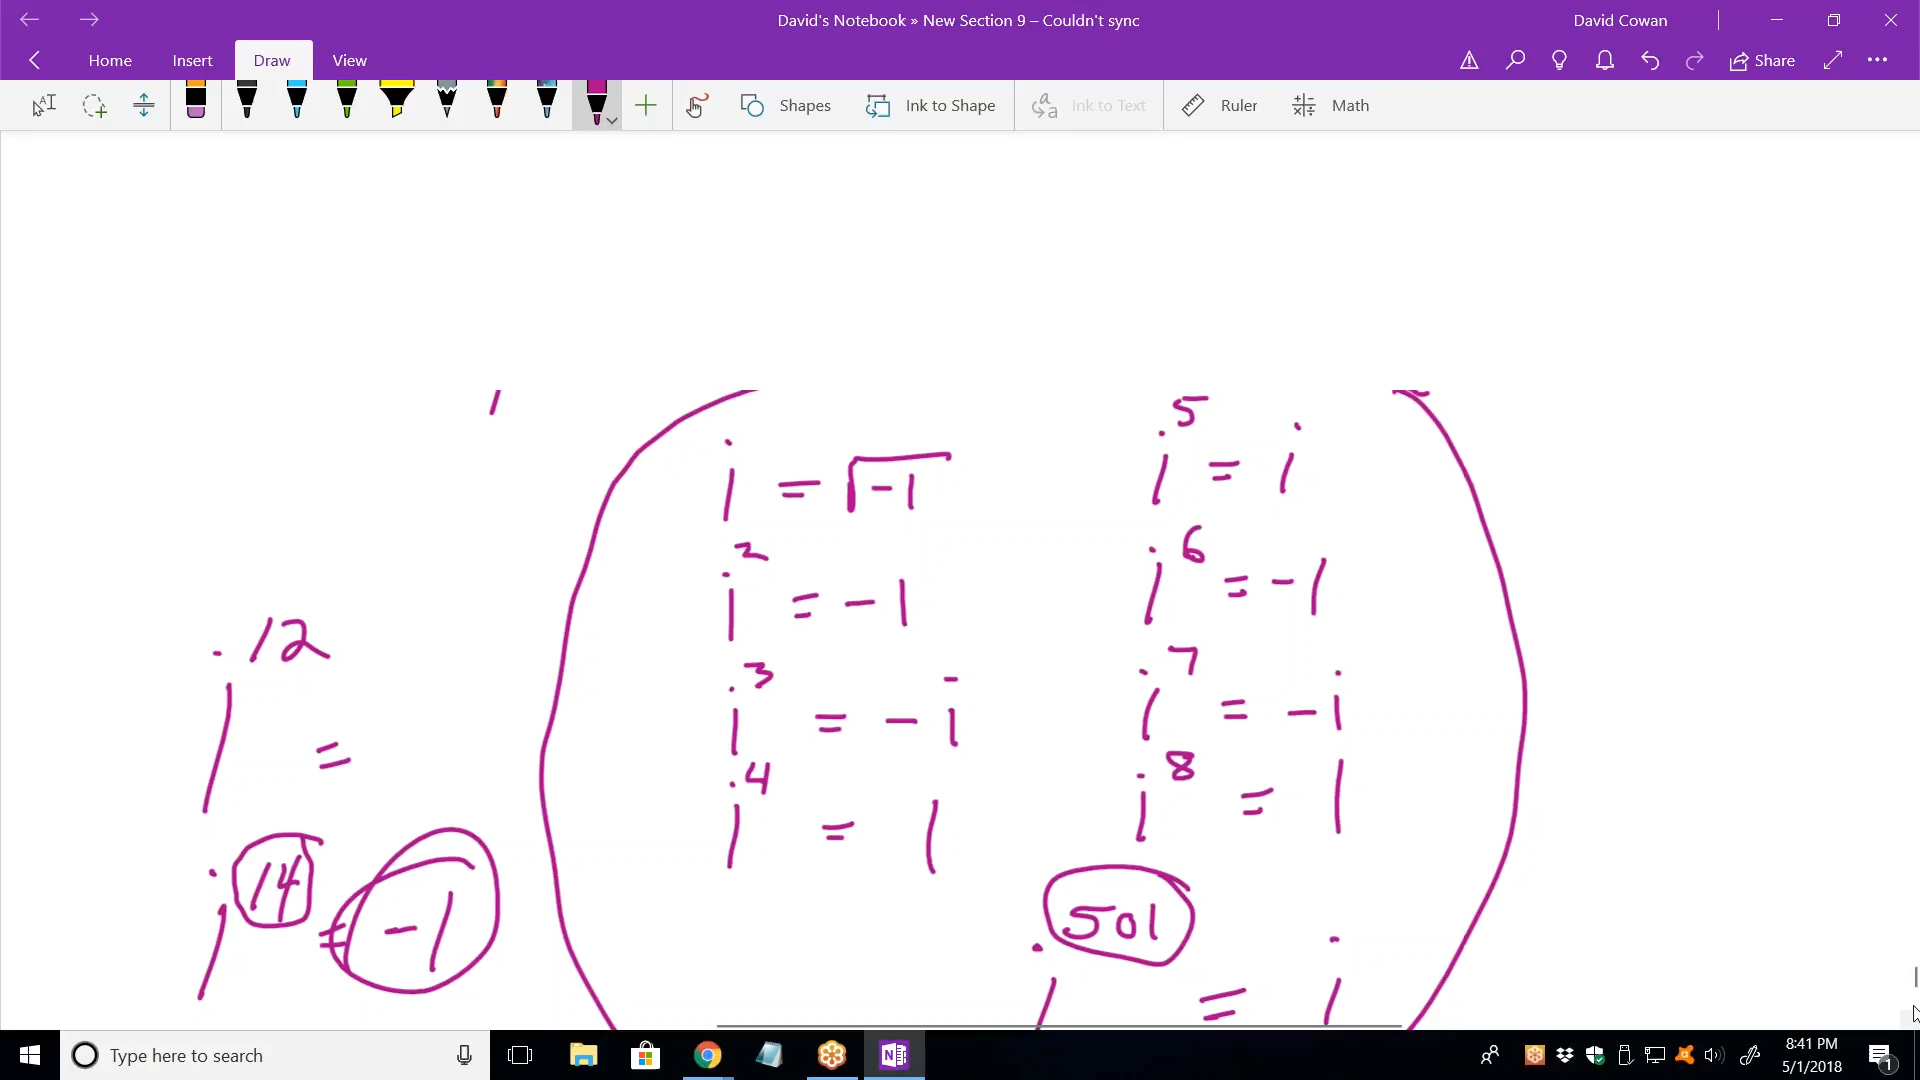 David's Notebook » New Section 9 – Couldn't sync
David Cowan
Home Insert Draw View
Share
Shapes
Ink to Shape
Ink to Text
Ruler
Math
i = √-1
i² = -1
i³ = -i
i⁴ = 1
i⁵ = i
i⁶ = -1
i⁷ = -i
i⁸ = 1
i⁵⁰¹ = i
i¹² =
i¹⁴ = -1
Type here to search
8:41 PM
5/1/2018
1